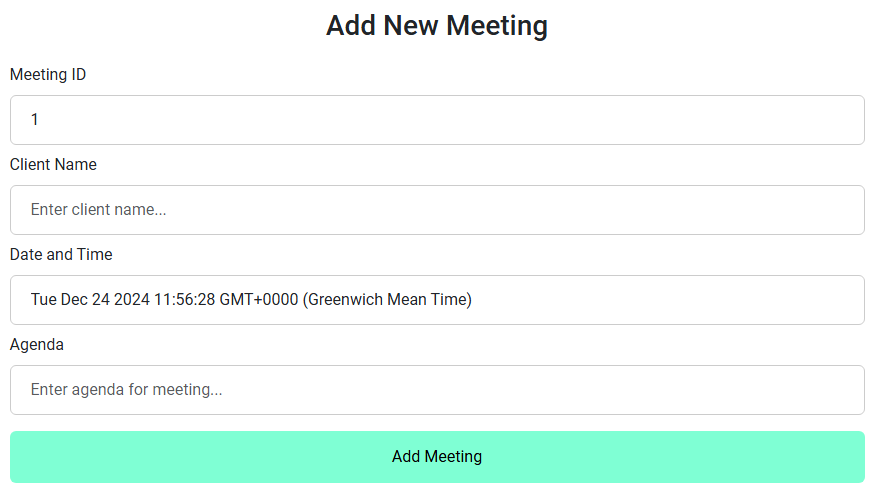 Add New Meeting
Meeting ID
1
Client Name
Enter client name...
Date and Time
Tue Dec 24 2024 11:56:28 GMT+0000 (Greenwich Mean Time)
Agenda
Enter agenda for meeting...
Add Meeting